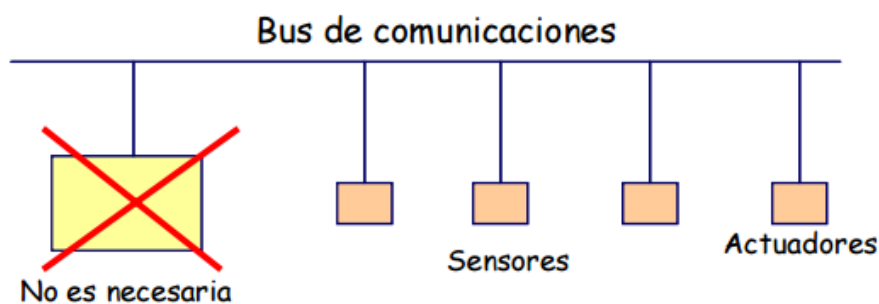 Bus de comunicaciones
Sensores
Actuadores
No es necesaria